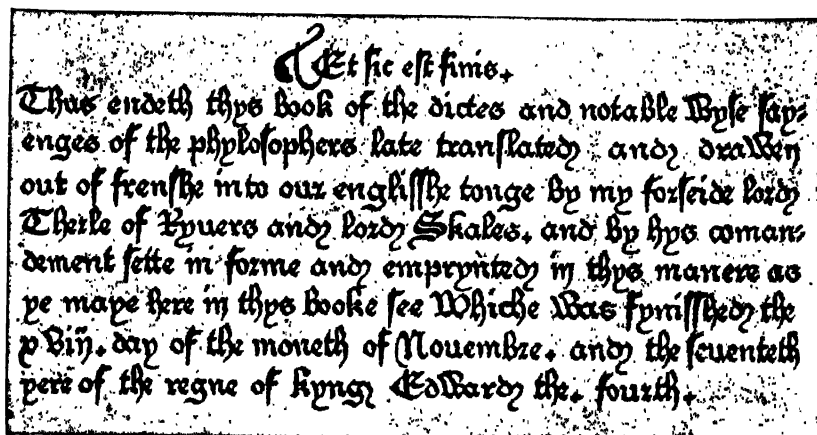 Et sic est finis.
Thus endeth thys book of the dictes and notable wyse say=
enges of the phylosophers late translated and drawen
out of frenshe into our englisshe tonge by my forseide lord
Therle of Ryuers and lord Skales. and by hys coman=
dement sette in forme and emprynted in thys manere as
ye maye here in thys booke see Whiche was fynisshed the
xviij. day of the moneth of Nouembre. and the seuenteth
yere of the regne of kyng Edward the. fourth.